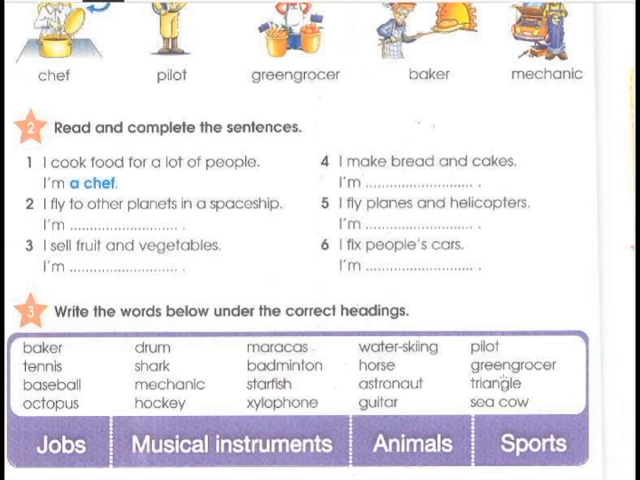 chef pilot greengrocer baker mechanic
2 Read and complete the sentences.
1 I cook food for a lot of people.
I'm a chef.
2 I fly to other planets in a spaceship.
I'm ............................ .
3 I sell fruit and vegetables.
I'm ............................ .
4 I make bread and cakes.
I'm ............................ .
5 I fly planes and helicopters.
I'm ............................ .
6 I fix people's cars.
I'm ............................ .
3 Write the words below under the correct headings.
baker drum maracas water-skiing pilot
tennis shark badminton horse greengrocer
baseball mechanic starfish astronaut triangle
octopus hockey xylophone guitar sea cow
Jobs Musical instruments Animals Sports